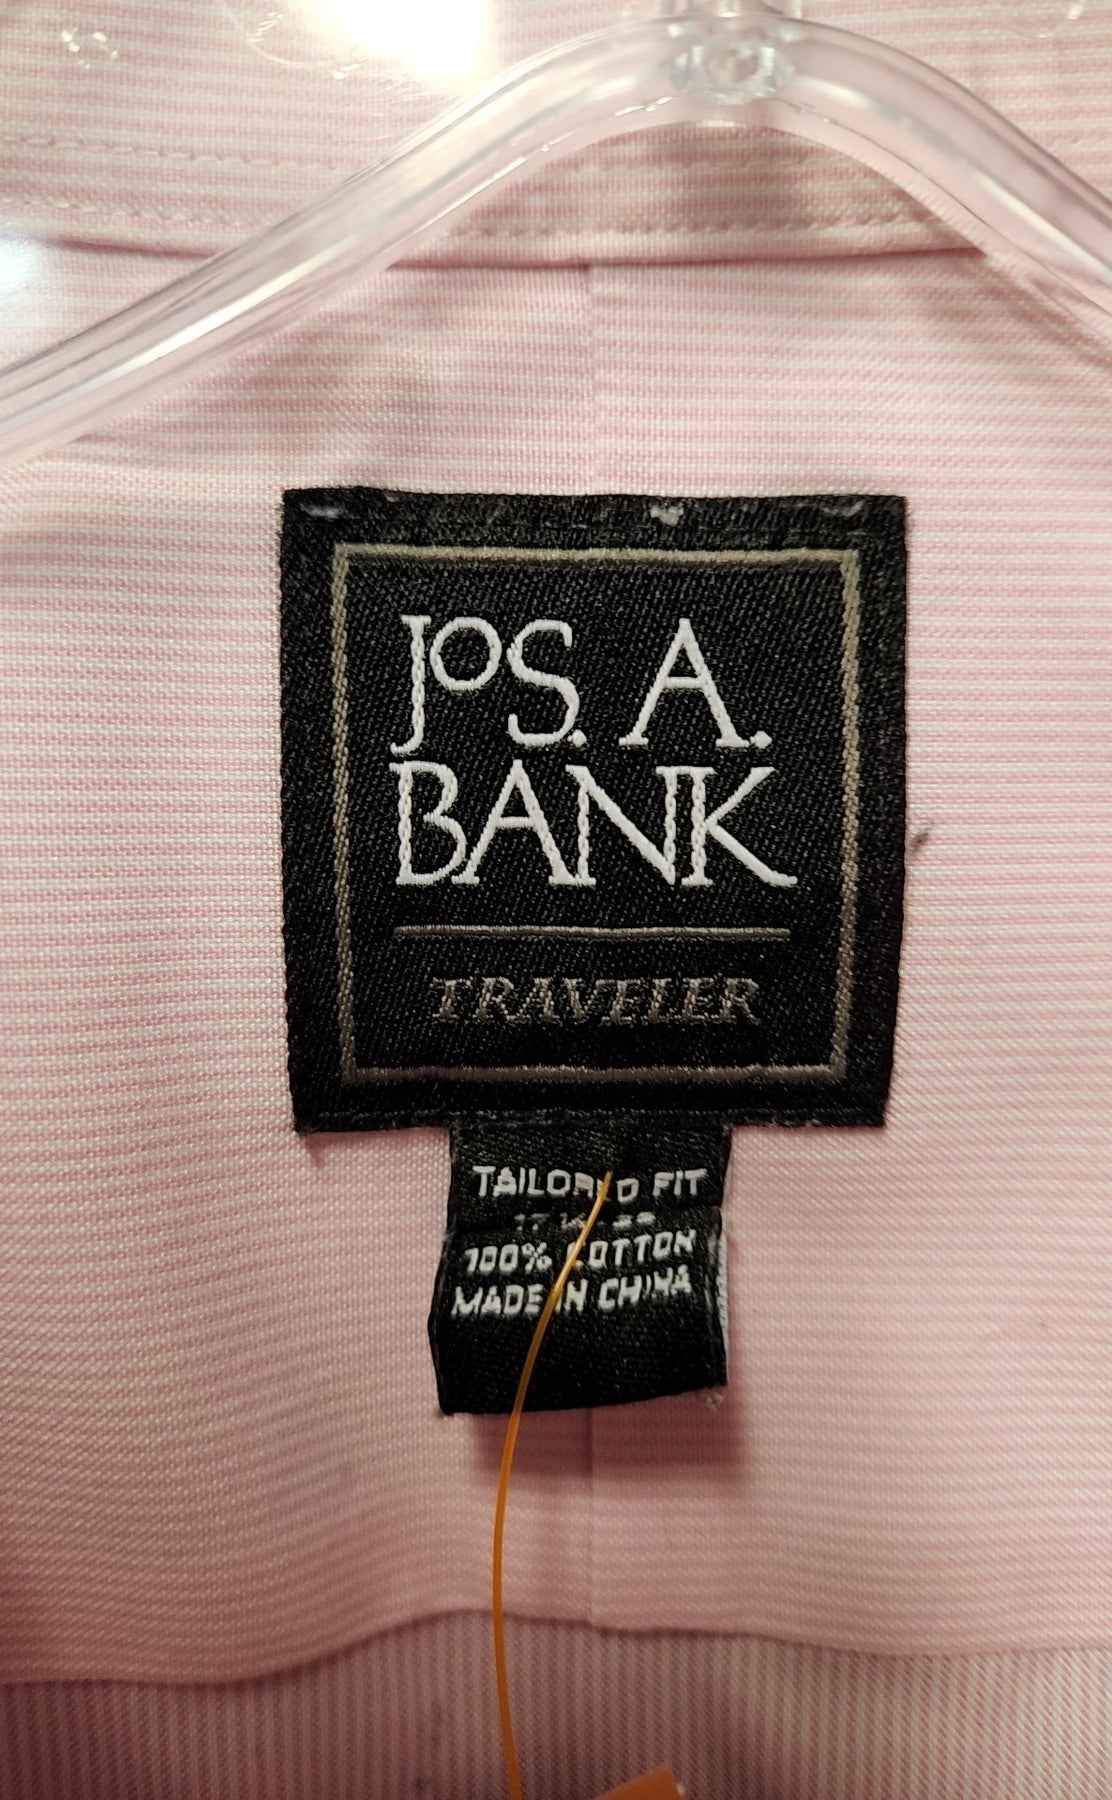 JOS. A.
BANK
TRAVELER
TAILORED FIT
100% COTTON
MADE IN CHINA